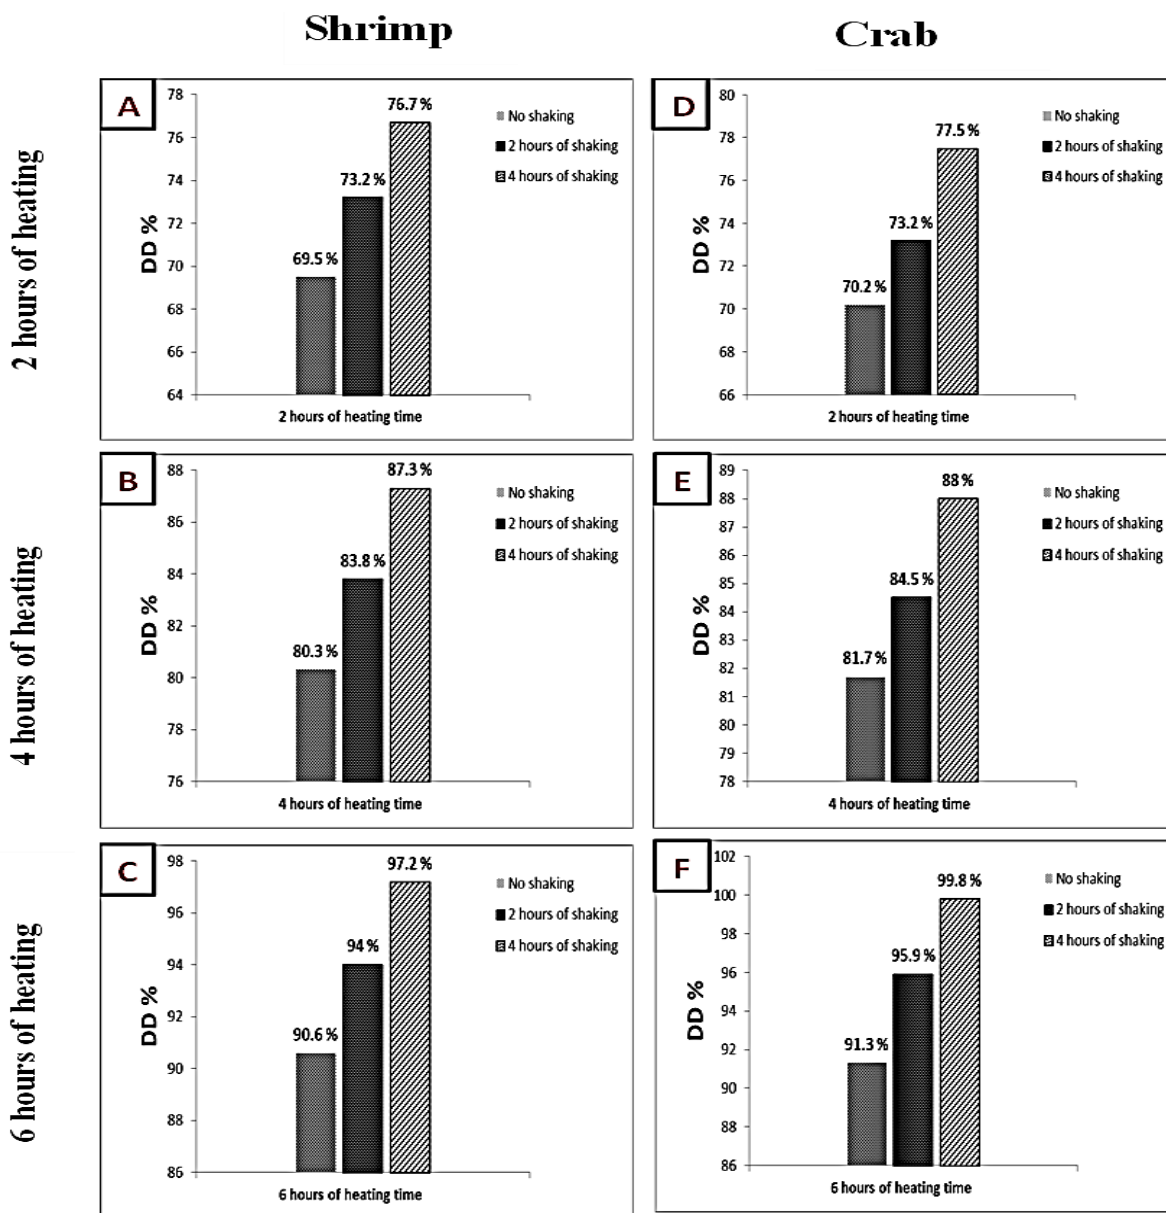 Shrimp
Crab
2 hours of heating
A
DD %
78
76
74
72
70
68
66
64
69.5 %
73.2 %
76.7 %
No shaking
2 hours of shaking
4 hours of shaking
2 hours of heating time
D
DD %
80
78
76
74
72
70
68
66
70.2 %
73.2 %
77.5 %
No shaking
2 hours of shaking
4 hours of shaking
2 hours of heating time
4 hours of heating
B
DD %
88
86
84
82
80
78
76
80.3 %
83.8 %
87.3 %
No shaking
2 hours of shaking
4 hours of shaking
4 hours of heating time
E
DD %
89
88
87
86
85
84
83
82
81
80
79
78
81.7 %
84.5 %
88 %
No shaking
2 hours of shaking
4 hours of shaking
4 hours of heating time
6 hours of heating
C
DD %
98
96
94
92
90
88
86
90.6 %
94 %
97.2 %
No shaking
2 hours of shaking
4 hours of shaking
6 hours of heating time
F
DD %
102
100
98
96
94
92
90
88
86
91.3 %
95.9 %
99.8 %
No shaking
2 hours of shaking
4 hours of shaking
6 hours of heating time